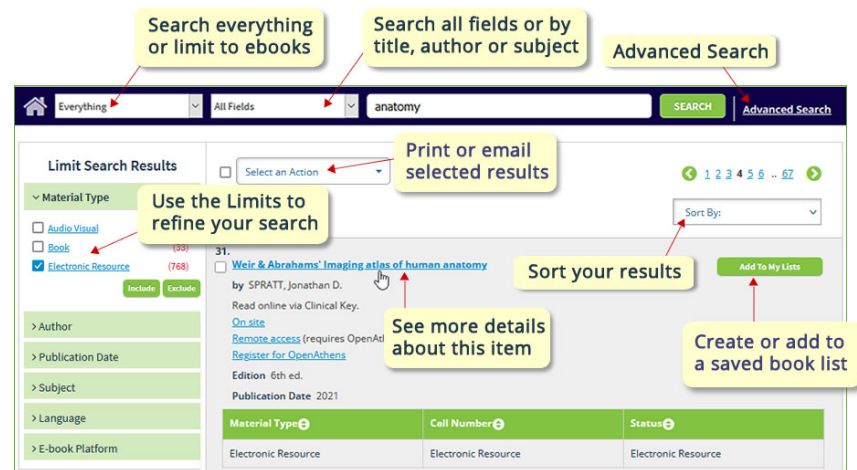 Search everything
or limit to ebooks
Search all fields or by
title, author or subject
Advanced Search
Everything
All Fields
anatomy
SEARCH
Advanced Search
Limit Search Results
Select an Action
Print or email
selected results
1 2 3 4 5 6 .. 67
Material Type
Use the Limits to
refine your search
Sort By:
Audio Visual
Book (33)
Electronic Resource (768)
Include Exclude
31.
Weir & Abrahams' Imaging atlas of human anatomy
Sort your results
Add To My Lists
by SPRATT, Jonathan D.
Read online via Clinical Key.
On site
Remote access (requires
Register for OpenAthens
See more details
about this item
Create or add to
a saved book list
Edition 6th ed.
Publication Date 2021
> Author
> Publication Date
> Subject
> Language
> E-book Platform
Material Type Call Number Status
Electronic Resource Electronic Resource Electronic Resource